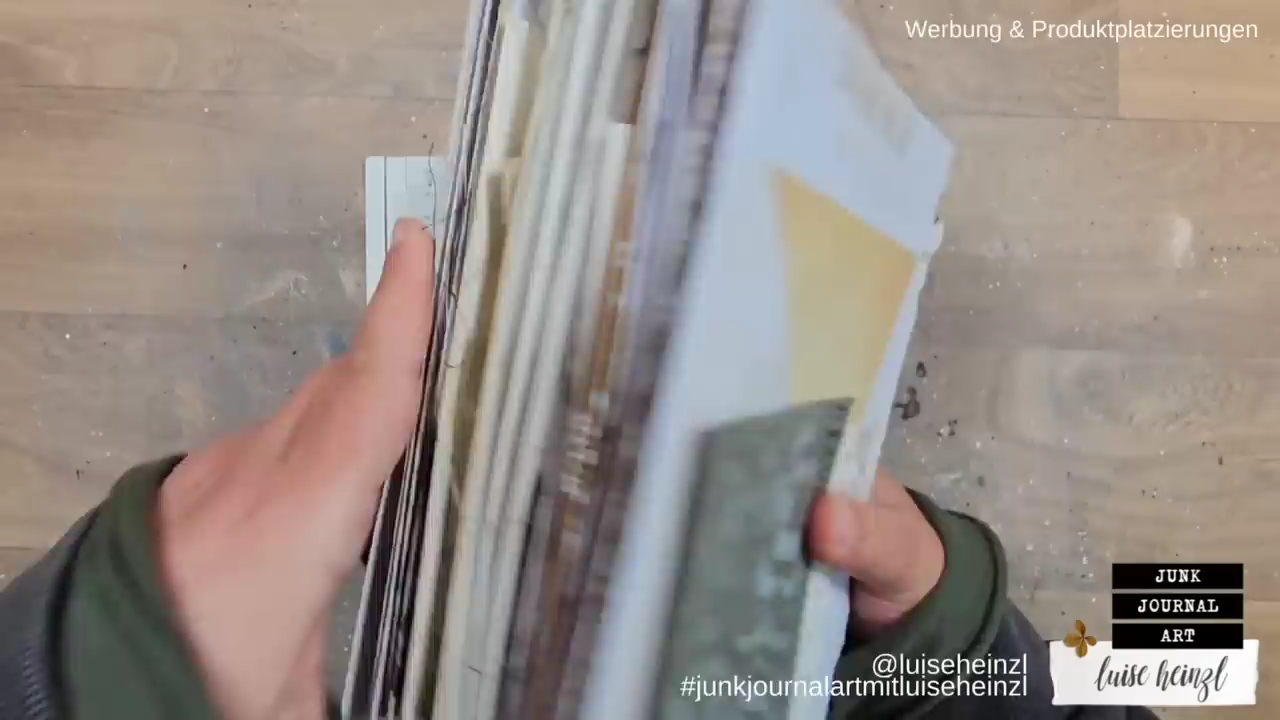 Werbung & Produktplatzierungen
JUNK
JOURNAL
ART
@luiseheinzl
#junkjournalartmitluiseheinzl
luise heinzl